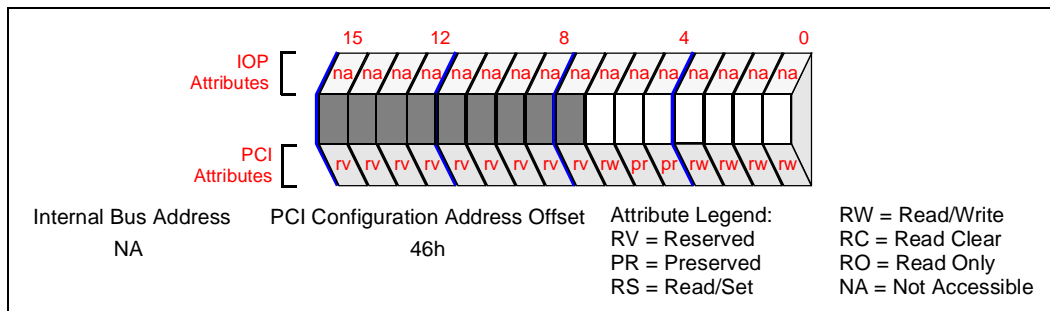 15 12 8 4 0
IOP
Attributes
na na na na na na na na na na na na na na na na
PCI
Attributes
rv rv rv rv rv rv rv rv rv rw pr pr rw rw rw rw
Internal Bus Address
NA
PCI Configuration Address Offset
46h
Attribute Legend:
RV = Reserved
PR = Preserved
RS = Read/Set
RW = Read/Write
RC = Read Clear
RO = Read Only
NA = Not Accessible